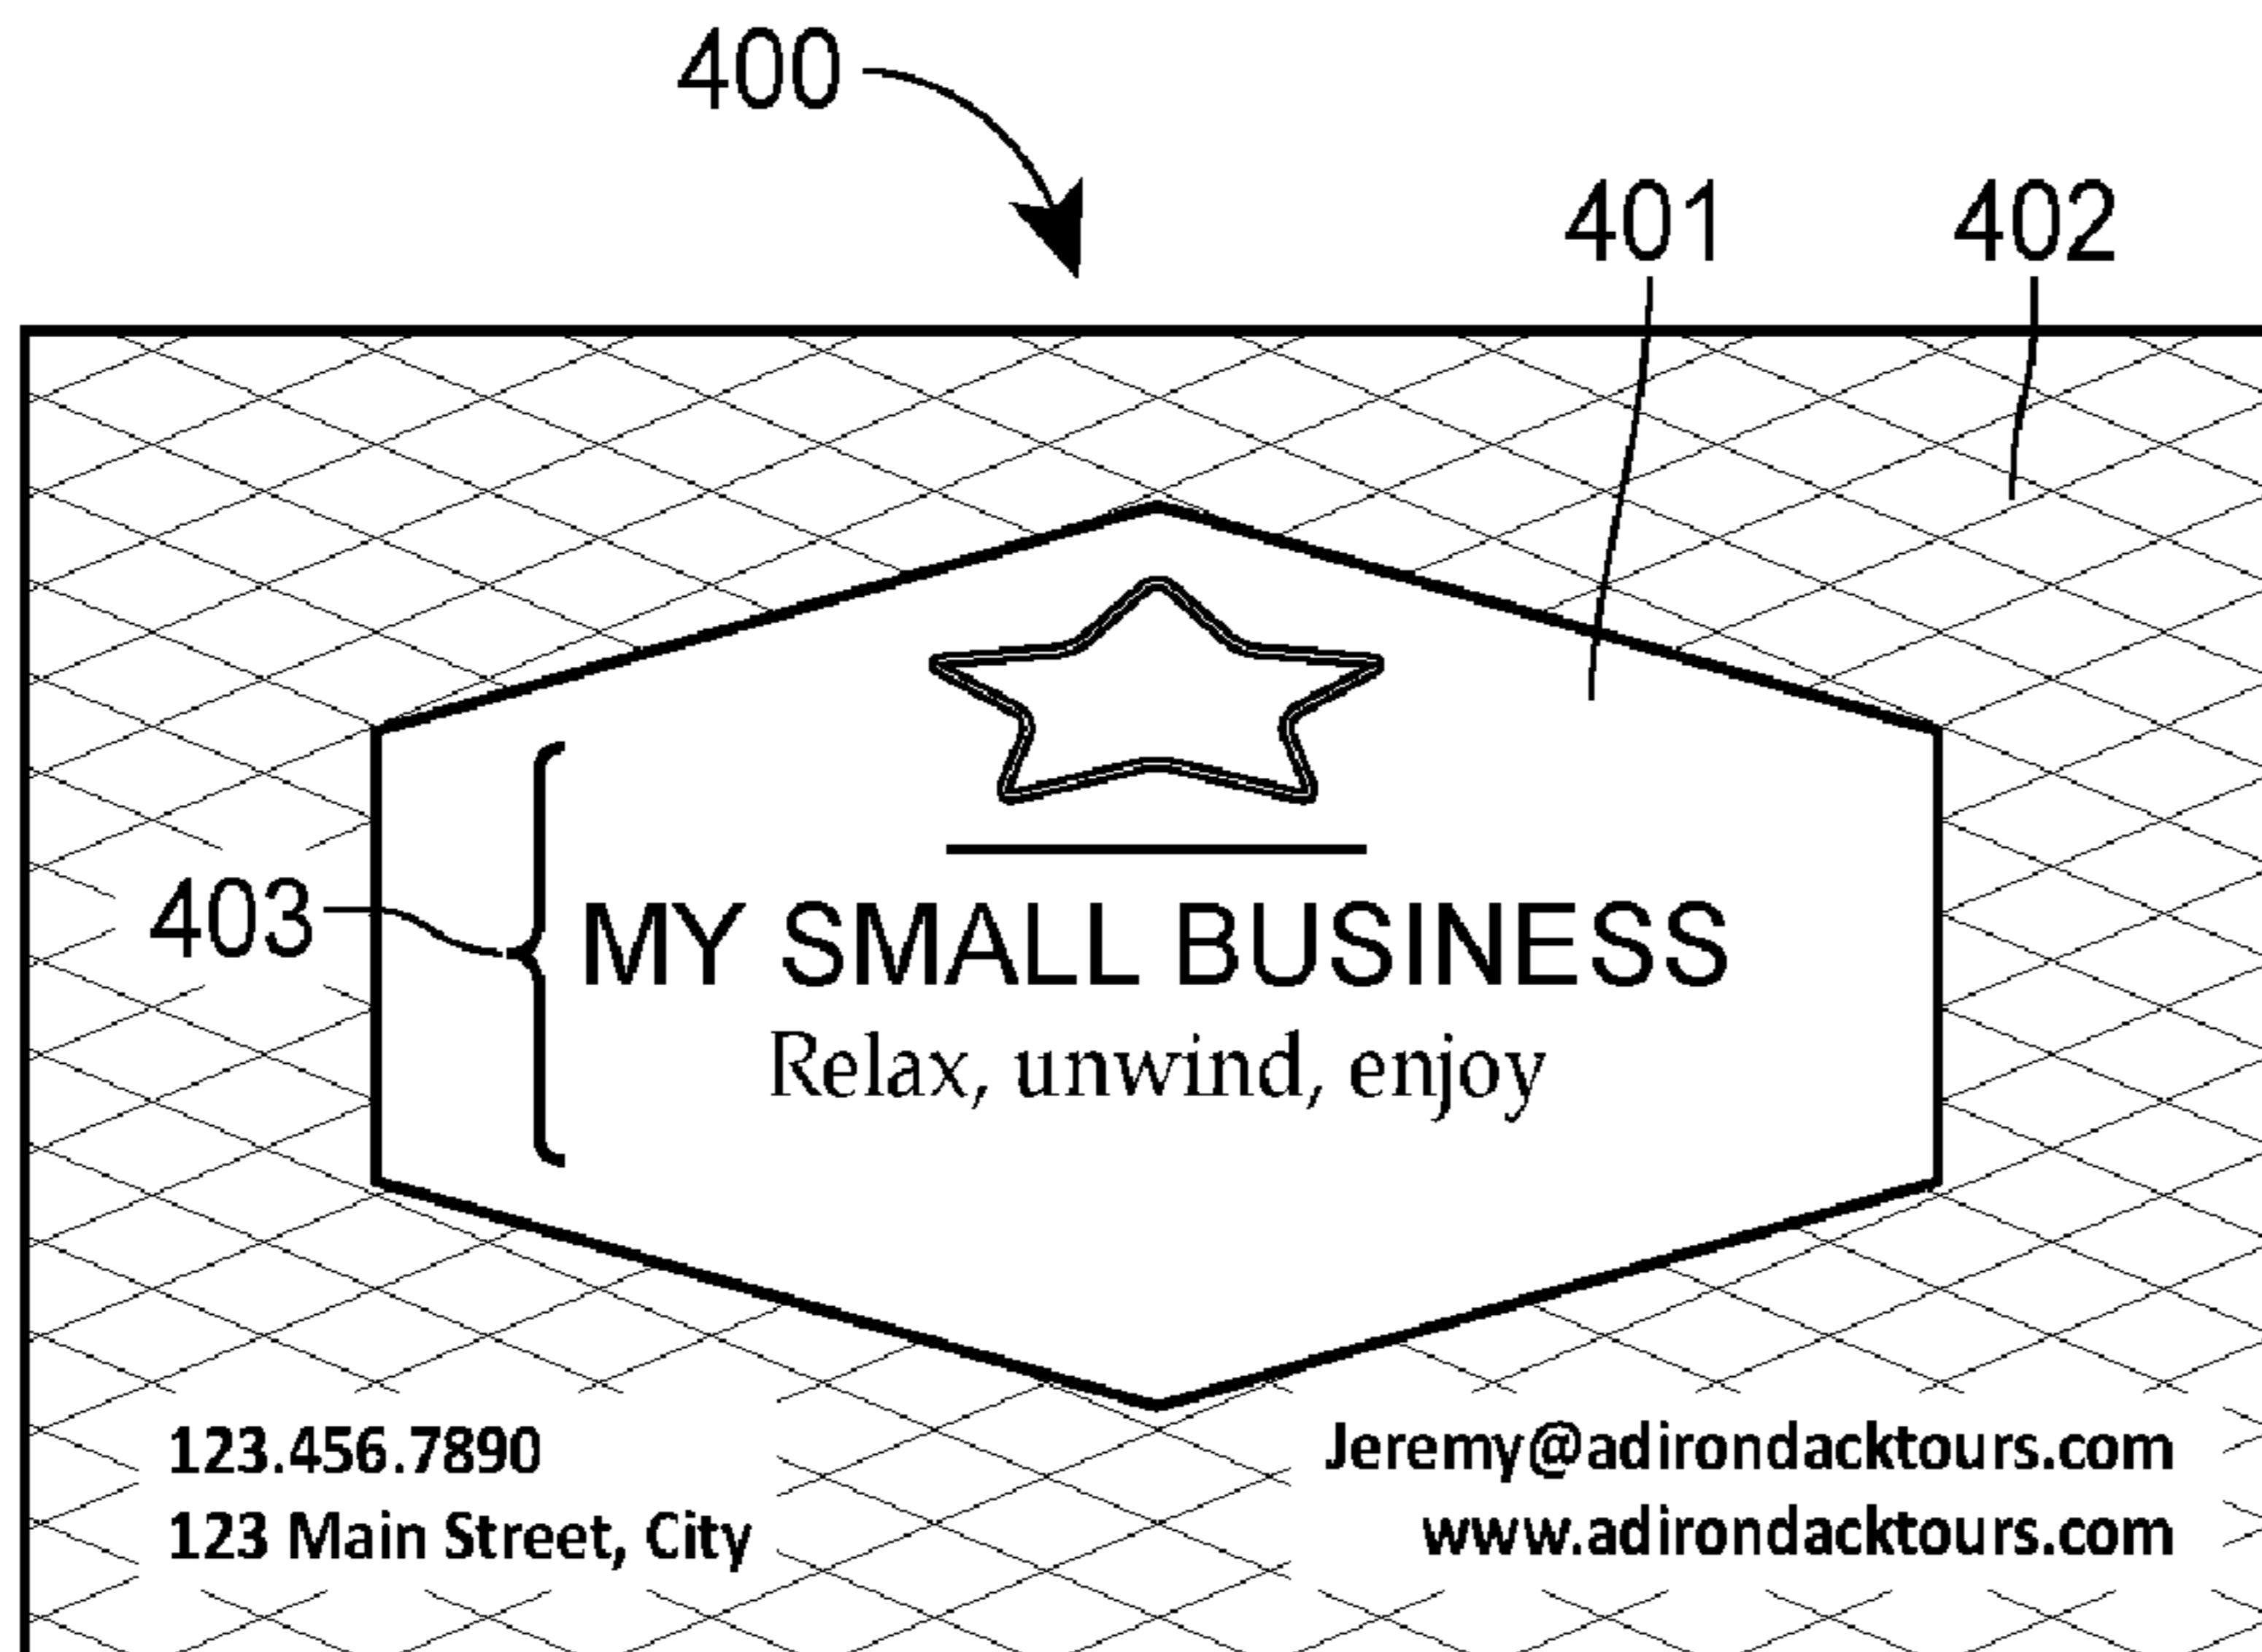 400
401
402
403
MY SMALL BUSINESS
Relax, unwind, enjoy
123.456.7890
123 Main Street, City
Jeremy@adirondacktours.com
www.adirondacktours.com